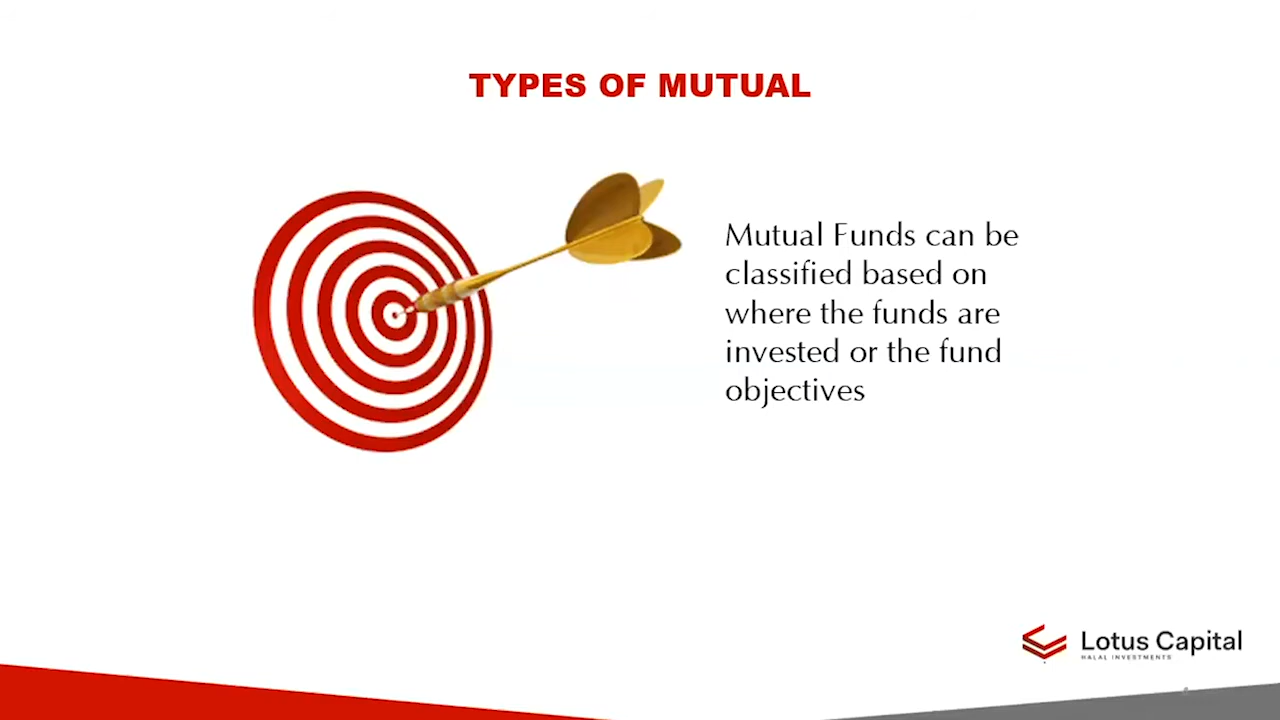 TYPES OF MUTUAL
Mutual Funds can be
classified based on
where the funds are
invested or the fund
objectives
Lotus Capital
HALAL INVESTMENTS